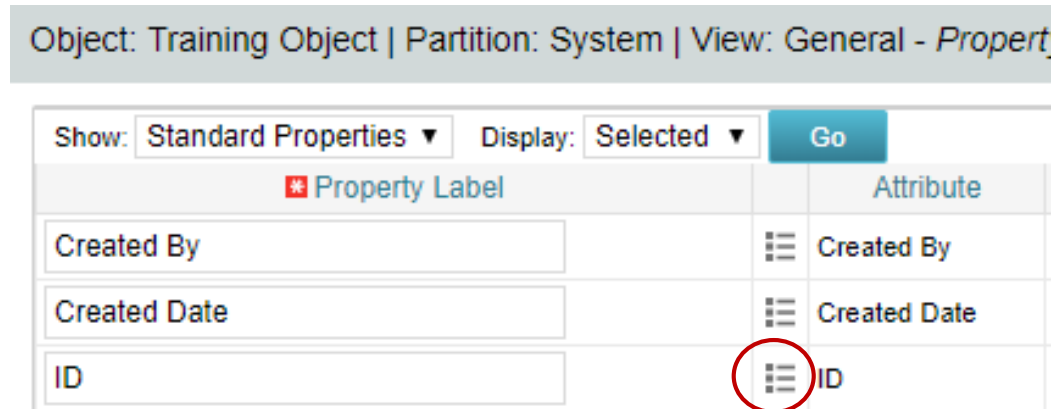 Object: Training Object | Partition: System | View: General - Property
Show: Standard Properties ▼ Display: Selected ▼ Go
Property Label Attribute
Created By Created By
Created Date Created Date
ID ID